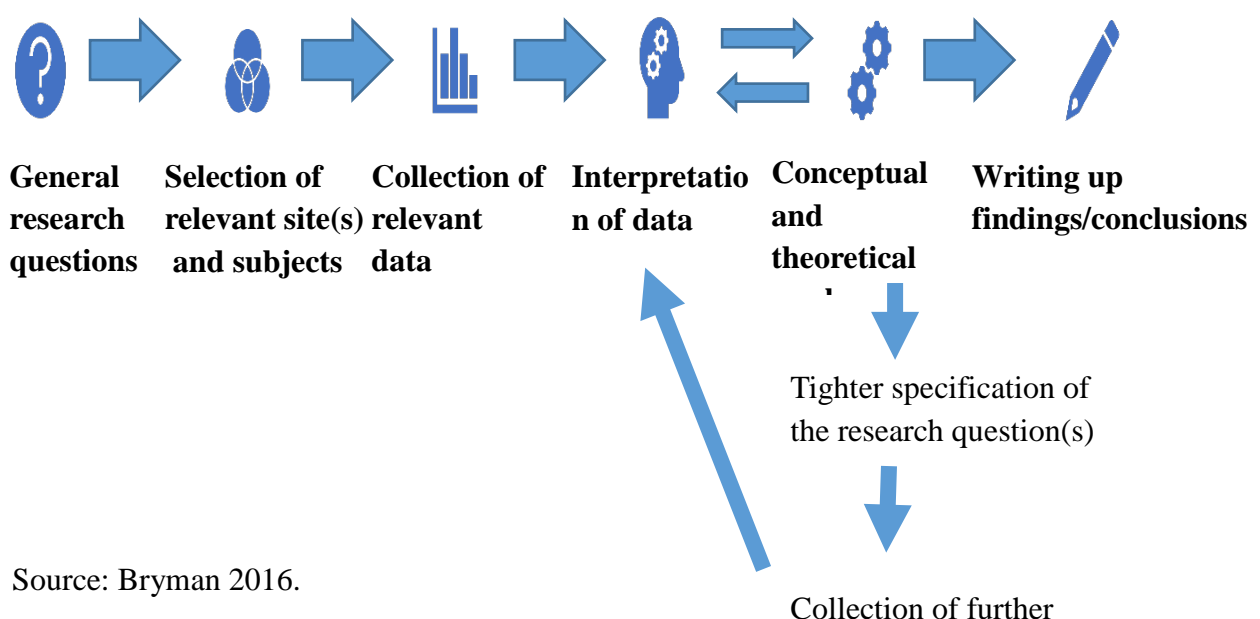 General
research
questions
Selection of
relevant site(s)
and subjects
Collection of
relevant
data
Interpretatio
n of data
Conceptual
and
theoretical
Writing up
findings/conclusions
Tighter specification of
the research question(s)
Collection of further
Source: Bryman 2016.